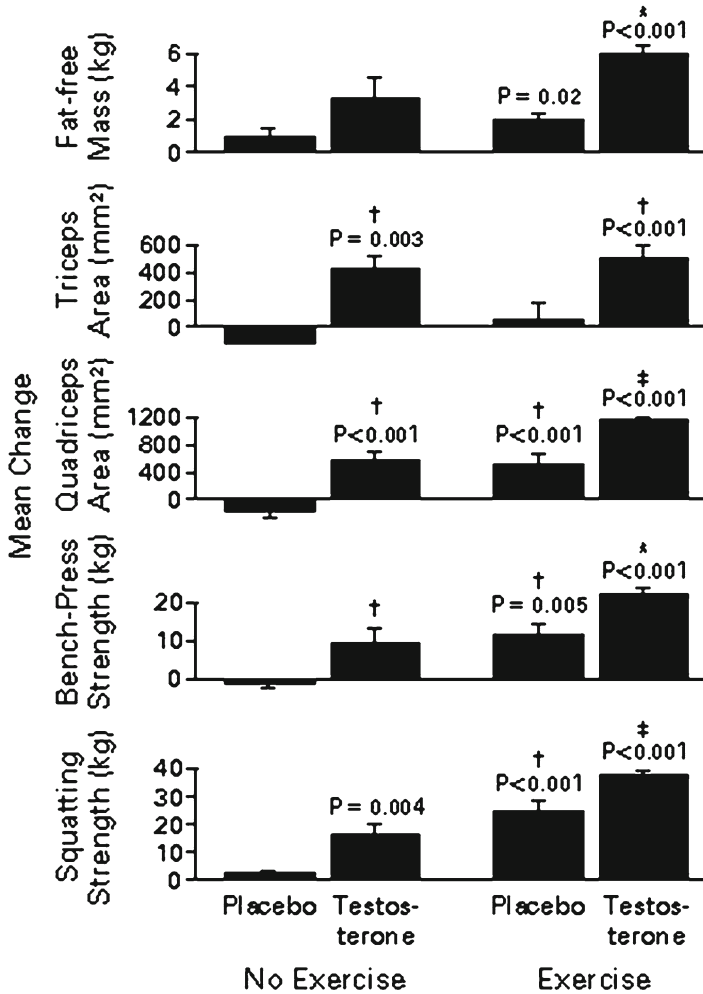 Mean Change
Fat-free
Mass (kg)
6
4
2
0
P = 0.02
*
P<0.001
Triceps
Area (mm²)
600
400
200
0
†
P = 0.003
†
P<0.001
Quadriceps
Area (mm²)
1200
800
400
0
†
P<0.001
†
P<0.001
‡
P<0.001
Bench-Press
Strength (kg)
20
10
0
†
†
P = 0.005
*
P<0.001
Squatting
Strength (kg)
40
30
20
10
0
P = 0.004
†
P<0.001
‡
P<0.001
Placebo Testos- Placebo Testos-
terone terone
No Exercise Exercise